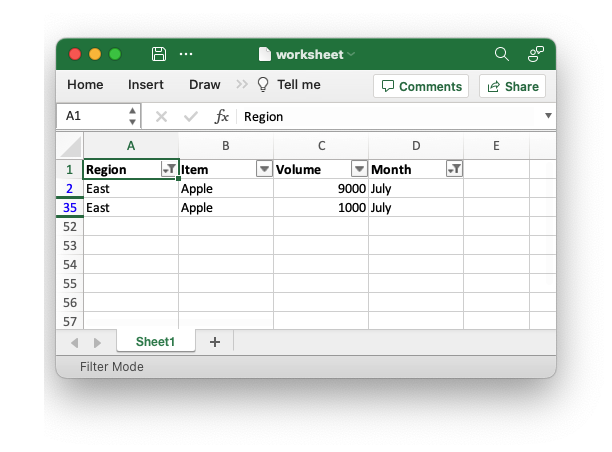 worksheet
Home Insert Draw Tell me Comments Share
A1 fx Region
A B C D E
1 Region Item Volume Month
2 East Apple 9000 July
35 East Apple 1000 July
52
53
54
55
56
57
Sheet1 +
Filter Mode